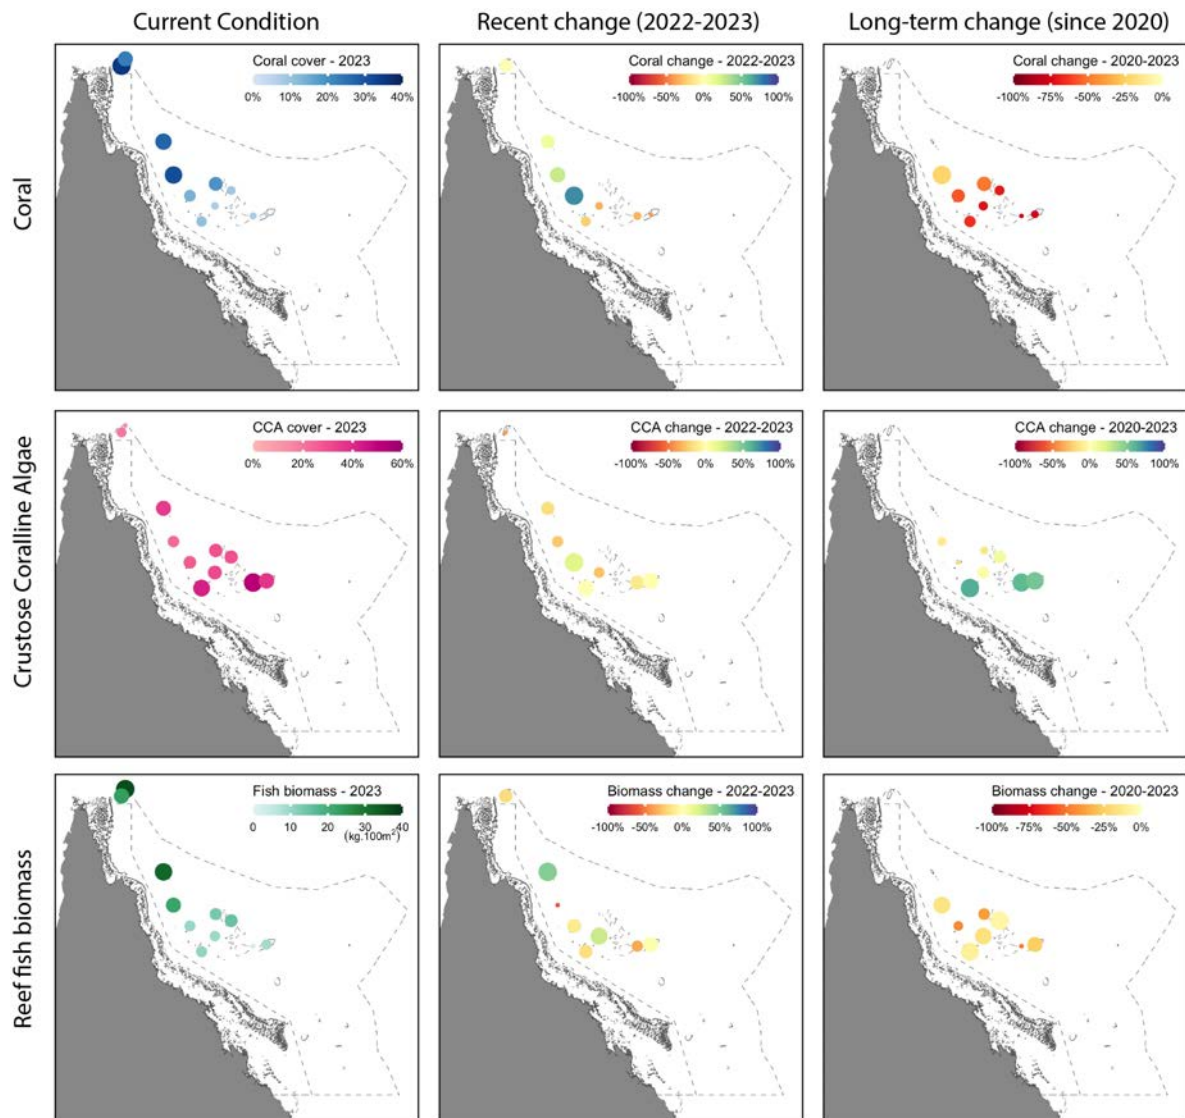 Current Condition
Recent change (2022-2023)
Long-term change (since 2020)
Coral
Coral cover - 2023
0% 10% 20% 30% 40%
Coral change - 2022-2023
-100% -50% 0% 50% 100%
Coral change - 2020-2023
-100% -75% -50% -25% 0%
Crustose Coralline Algae
CCA cover - 2023
0% 20% 40% 60%
CCA change - 2022-2023
-100% -50% 0% 50% 100%
CCA change - 2020-2023
-100% -50% 0% 50% 100%
Reef fish biomass
Fish biomass - 2023
0 10 20 30 40
(kg.100m²)
Biomass change - 2022-2023
-100% -50% 0% 50% 100%
Biomass change - 2020-2023
-100% -75% -50% -25% 0%